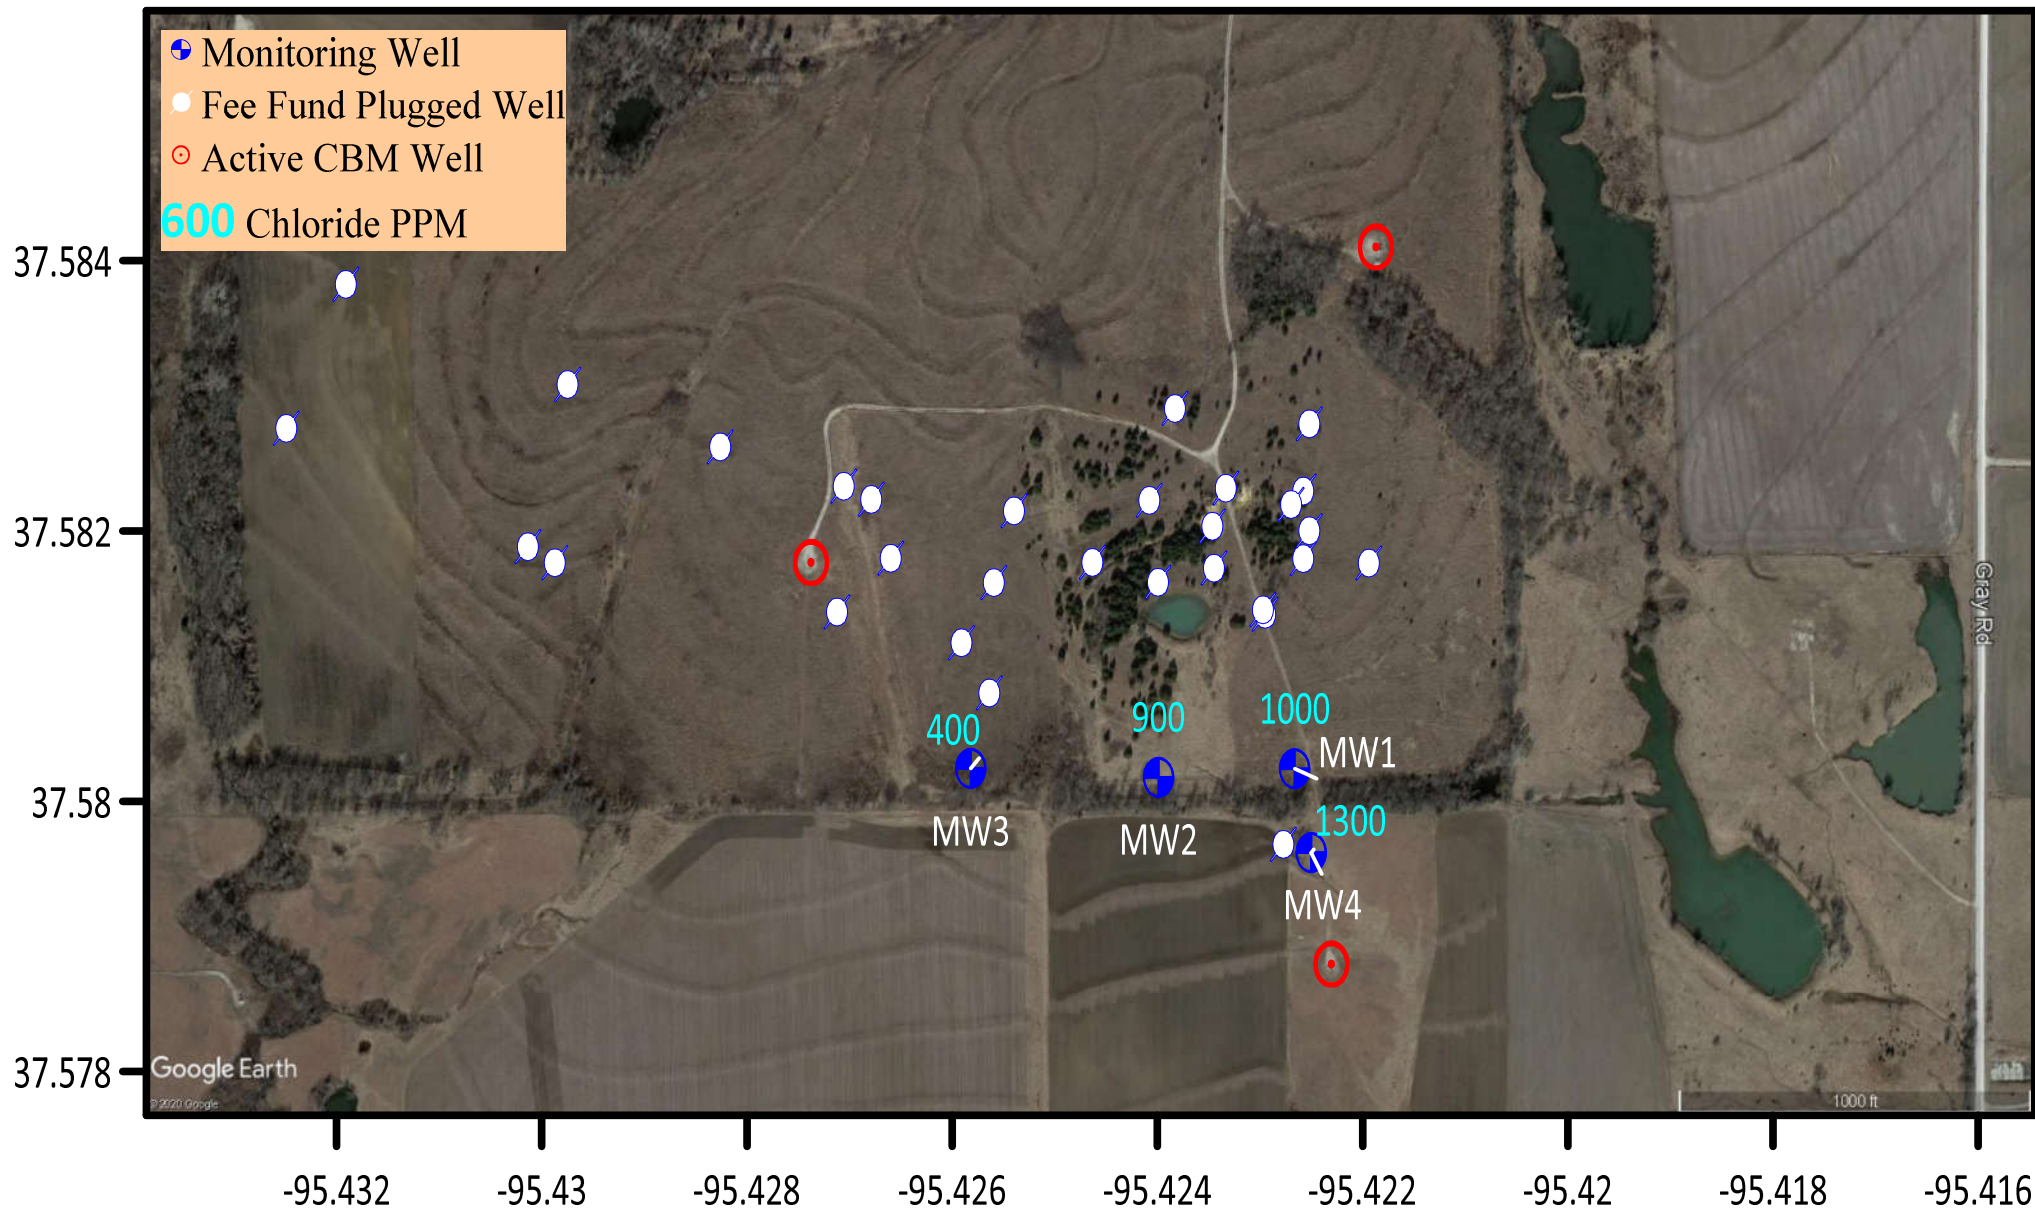 Monitoring Well
Fee Fund Plugged Well
Active CBM Well
600 Chloride PPM
37.584
37.582
Gray Rd
1000
400
900
MW1
37.58
1300
MW3
MW2
MW4
37.578
Google Earth
© 2020 Google
1000 ft
-95.432
-95.43
-95.428
-95.426
-95.424
-95.422
-95.42
-95.418
-95.416